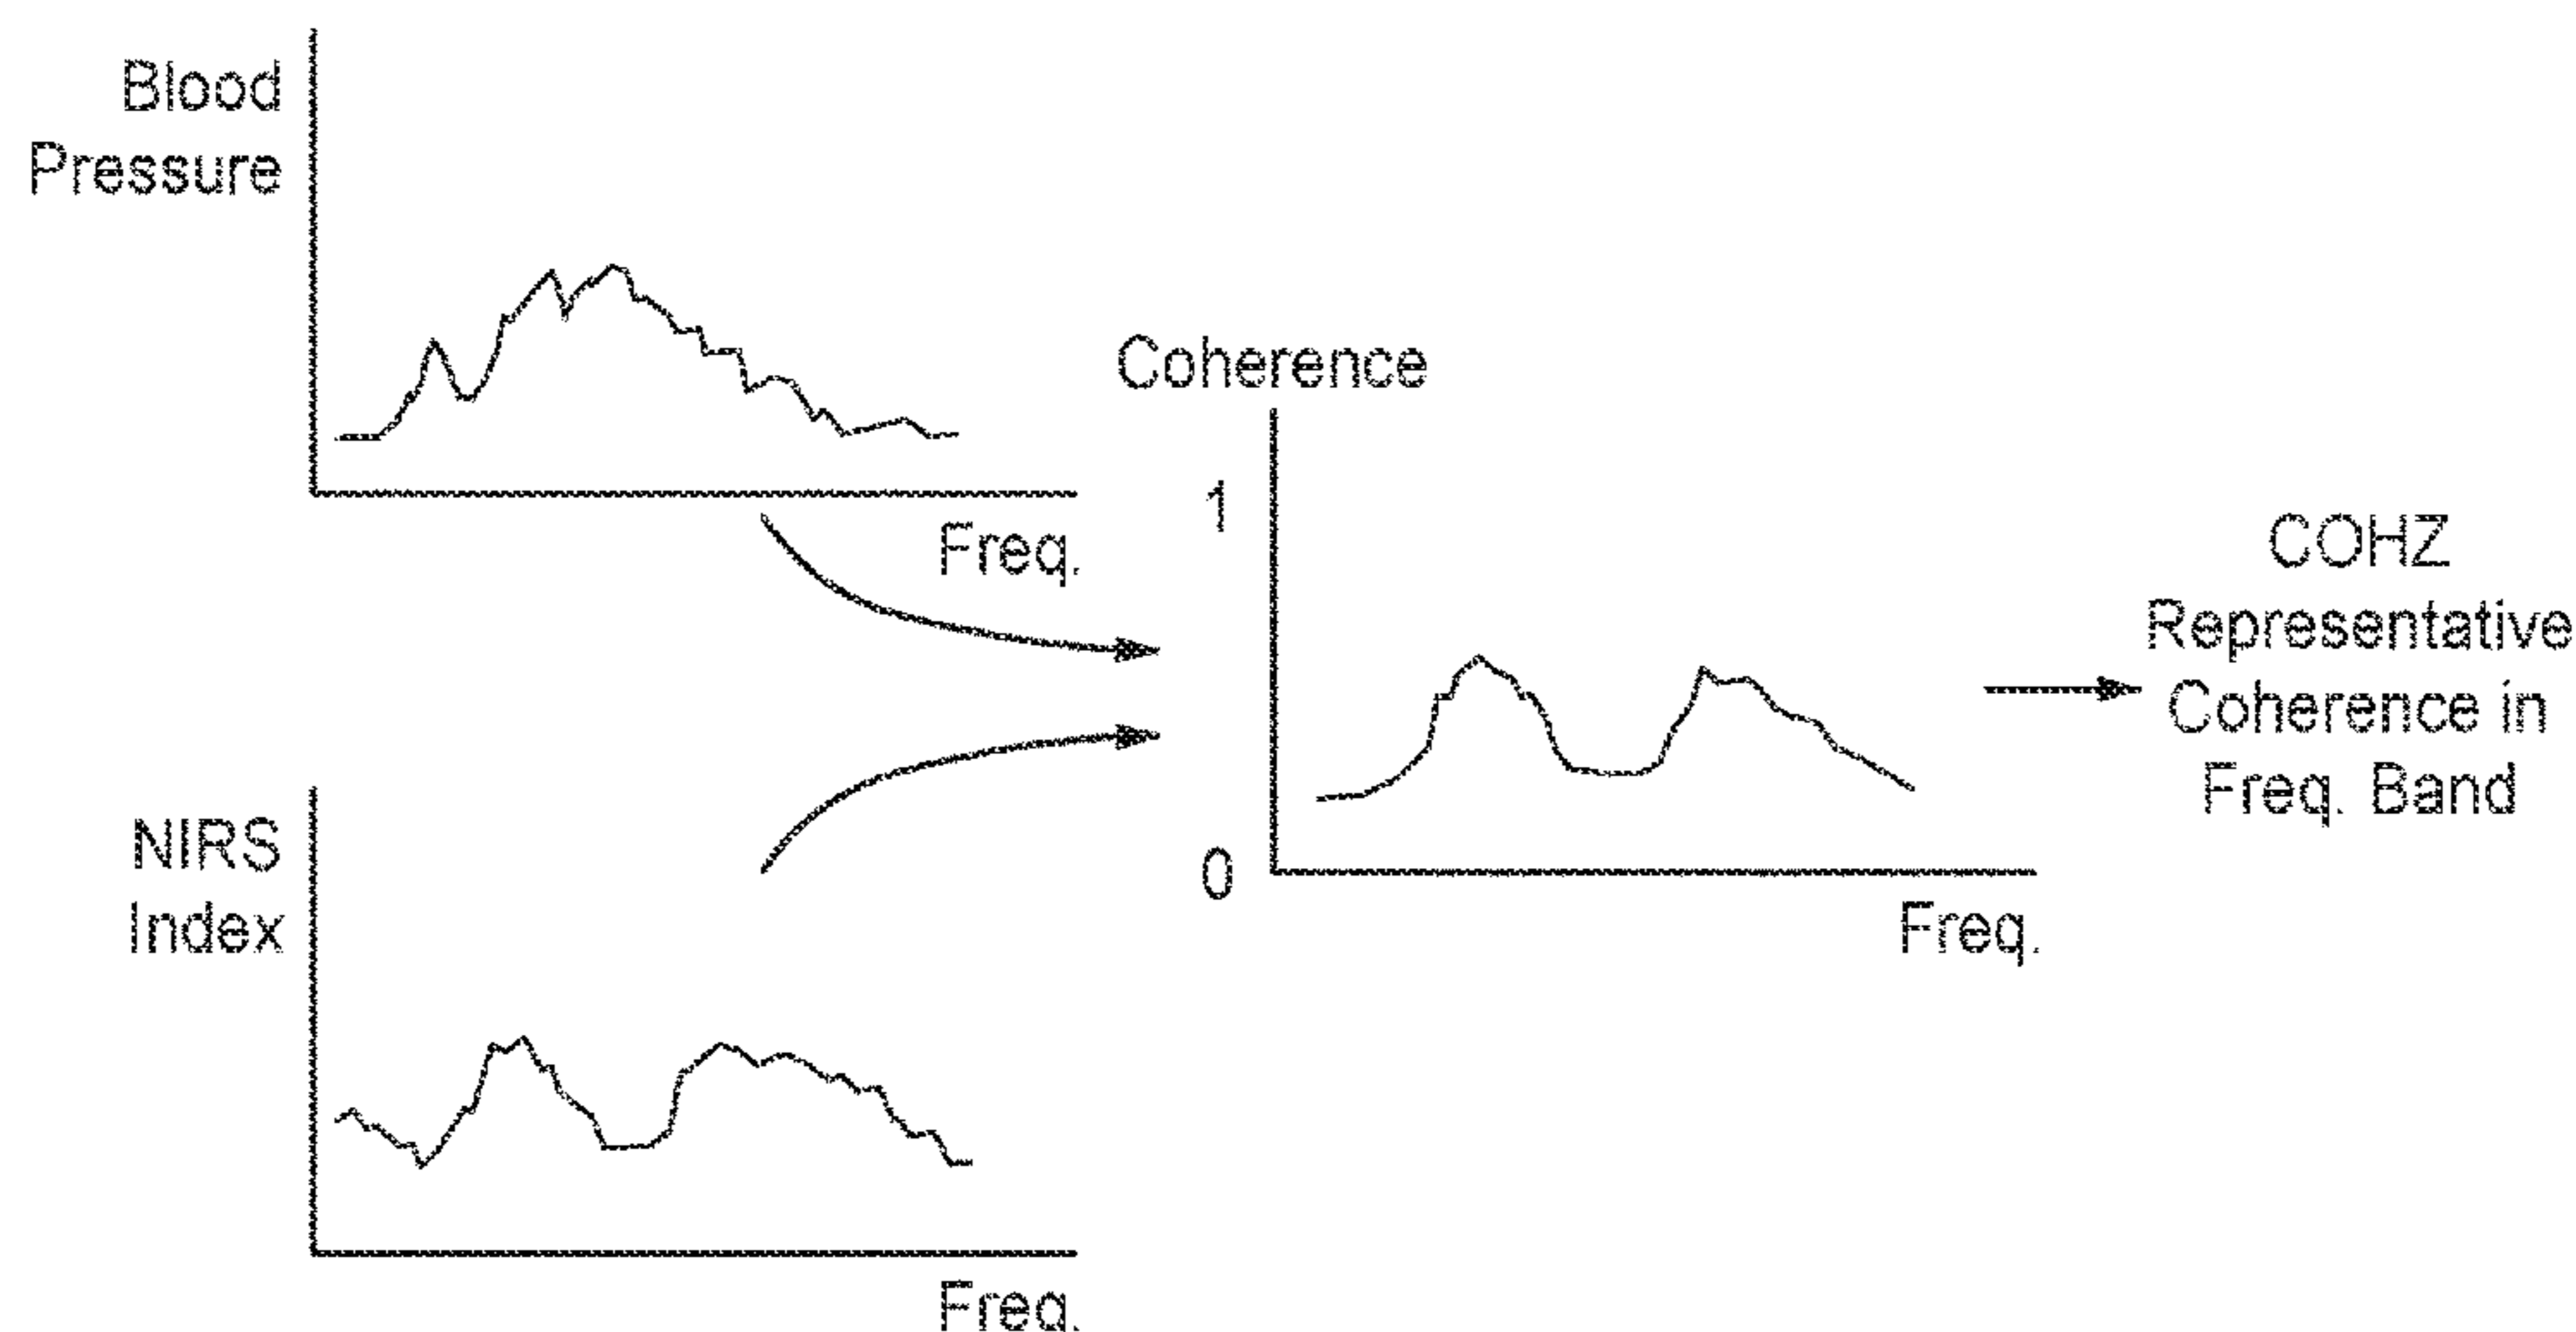 Blood
Pressure
Freq.
Coherence
1
0
Freq.
COHZ
Representative
Coherence in
Freq. Band
NIRS
Index
Freq.